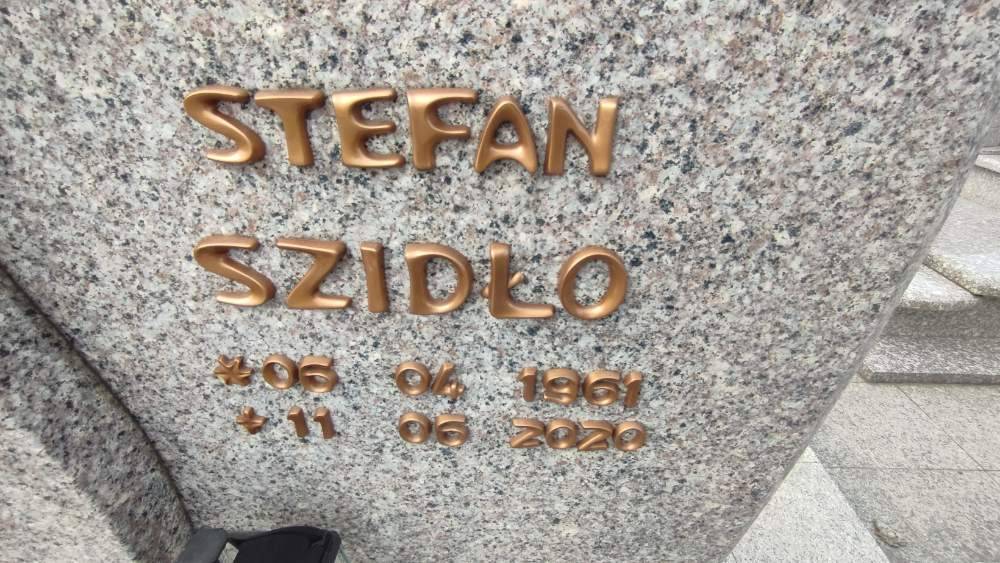 STEFAN
SZIDŁO
* 06 04 1961
✝ 11 06 2020